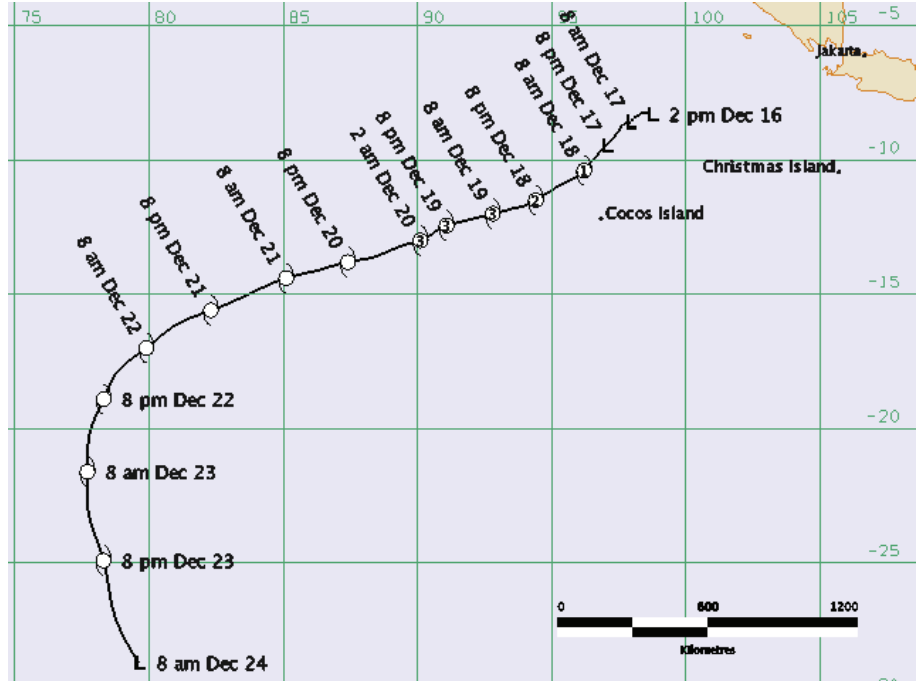 75 80 85 90 95 100 105 -5
Jakarta
8 am Dec 17
8 pm Dec 17
8 am Dec 18
2 pm Dec 16
8 pm Dec 18
8 am Dec 19
8 pm Dec 19
2 am Dec 20
8 pm Dec 20
8 am Dec 21
8 pm Dec 21
8 am Dec 22
-10
Christmas Island
1
2
3
3
3
Cocos Island
-15
8 pm Dec 22
-20
8 am Dec 23
8 pm Dec 23
-25
0 600 1200
Kilometres
L 8 am Dec 24
L
L
L